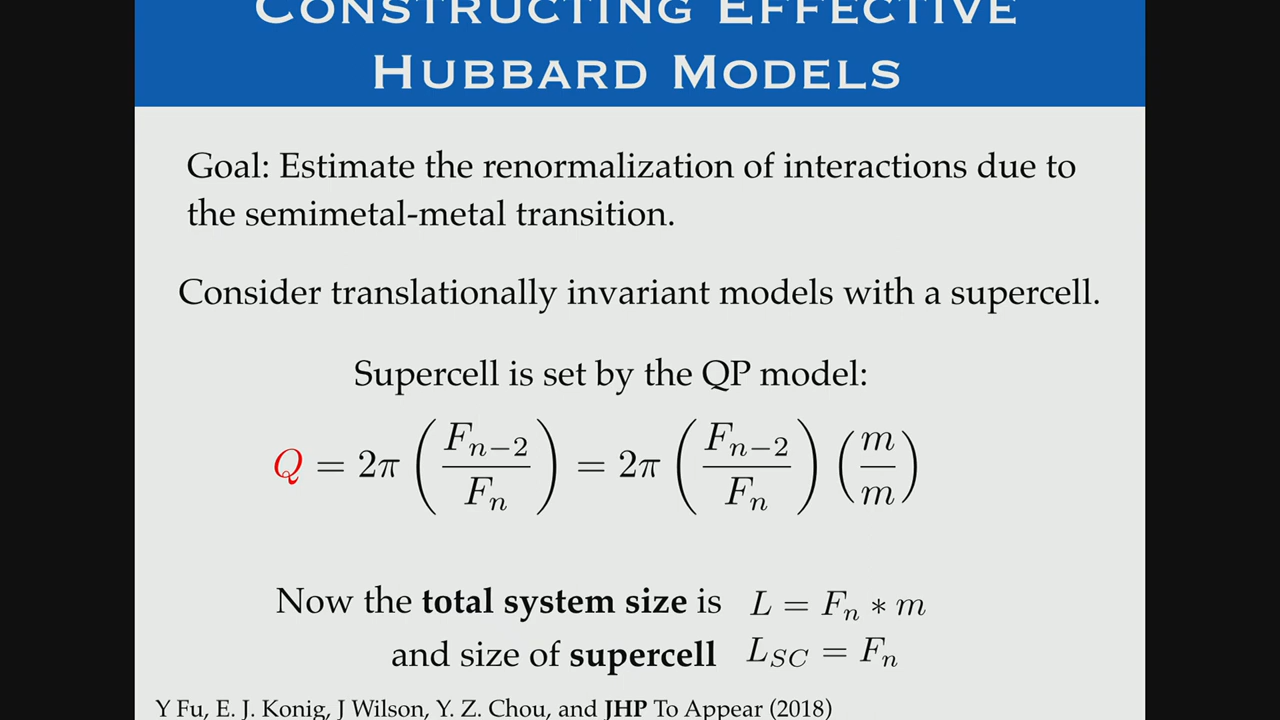 CONSTRUCTING EFFECTIVE
HUBBARD MODELS
Goal: Estimate the renormalization of interactions due to
the semimetal-metal transition.
Consider translationally invariant models with a supercell.
Supercell is set by the QP model:
Q = 2π (F_{n−2}/F_n) = 2π (F_{n−2}/F_n) (m/m)
Now the total system size is L = F_n ∗ m
and size of supercell L_{SC} = F_n
Y Fu, E. J. Konig, J Wilson, Y. Z. Chou, and JHP To Appear (2018)